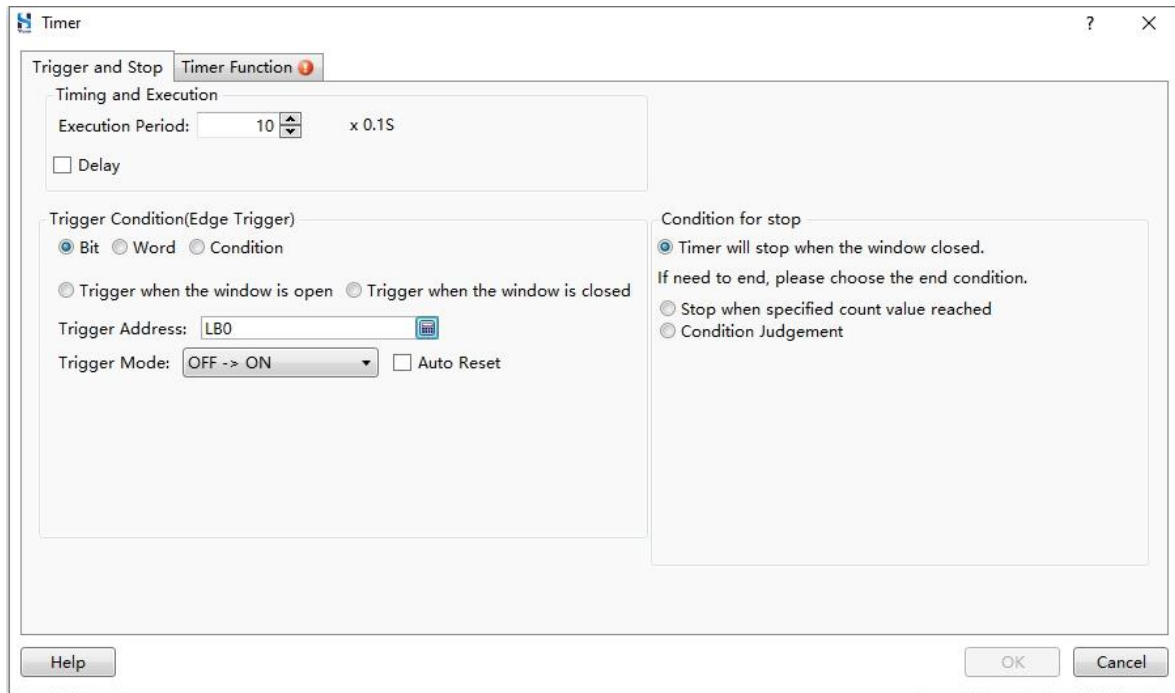 Timer
?
Trigger and Stop
Timer Function
Timing and Execution
Execution Period: 10 x 0.1S
Delay
Trigger Condition(Edge Trigger)
Bit Word Condition
Trigger when the window is open Trigger when the window is closed
Trigger Address: LB0
Trigger Mode: OFF -> ON Auto Reset
Condition for stop
Timer will stop when the window closed.
If need to end, please choose the end condition.
Stop when specified count value reached
Condition Judgement
Help
OK
Cancel